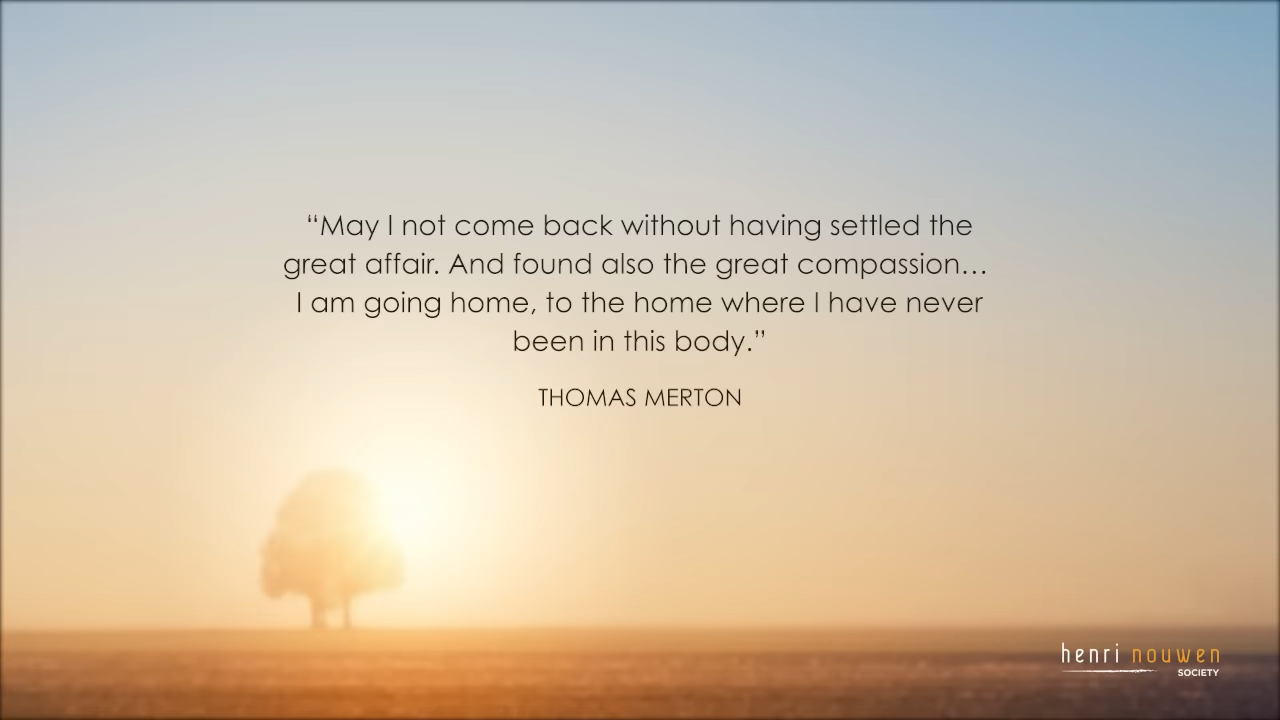 “May I not come back without having settled the
great affair. And found also the great compassion…
I am going home, to the home where I have never
been in this body.”
THOMAS MERTON
henri nouwen
SOCIETY